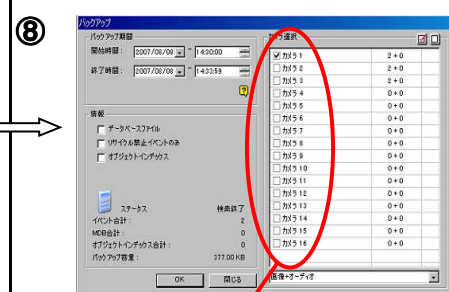 ⑧
バックアップ
バックアップ期間
開始時間: 2007/08/08 ~ 14:30:00
終了時間: 2007/08/08 ~ 14:33:59
情報
データベースファイル
リサイクル禁止イベントのみ
オブジェクトインデックス
ステータス 検索終了
イベント合計: 2
MDB合計: 0
オブジェクトインデックス合計: 0
バックアップ容量: 377.00 KB
OK 閉じる
カメラ選択
カメラ 1 2 + 0
カメラ 2 2 + 0
カメラ 3 2 + 0
カメラ 4 0 + 0
カメラ 5 0 + 0
カメラ 6 0 + 0
カメラ 7 0 + 0
カメラ 8 0 + 0
カメラ 9 0 + 0
カメラ 10 0 + 0
カメラ 11 0 + 0
カメラ 12 0 + 0
カメラ 13 0 + 0
カメラ 14 0 + 0
カメラ 15 0 + 0
カメラ 16 0 + 0
画像+オーディオ